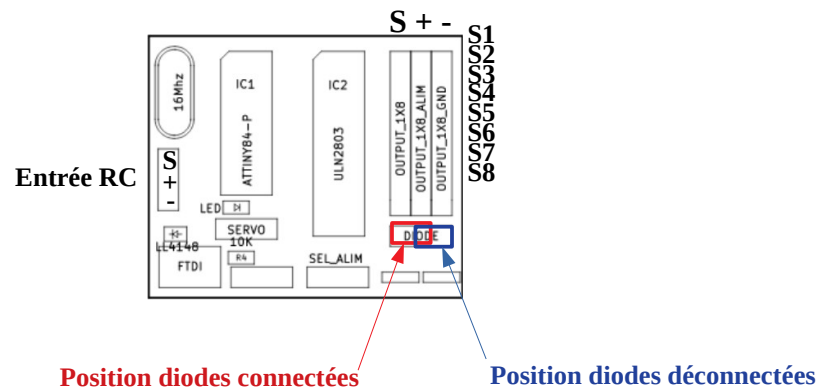 S + -
S1
S2
S3
S4
S5
S6
S7
S8
16Mhz
IC1
ATTINY84-P
IC2
ULN2803
OUTPUT_1X8
OUTPUT_1X8_ALIM
OUTPUT_1X8_GND
Entrée RC
S
+
-
LED
SERVO
10K
DIODE
LL4148
FTDI
R4
SEL_ALIM
Position diodes connectées
Position diodes déconnectées